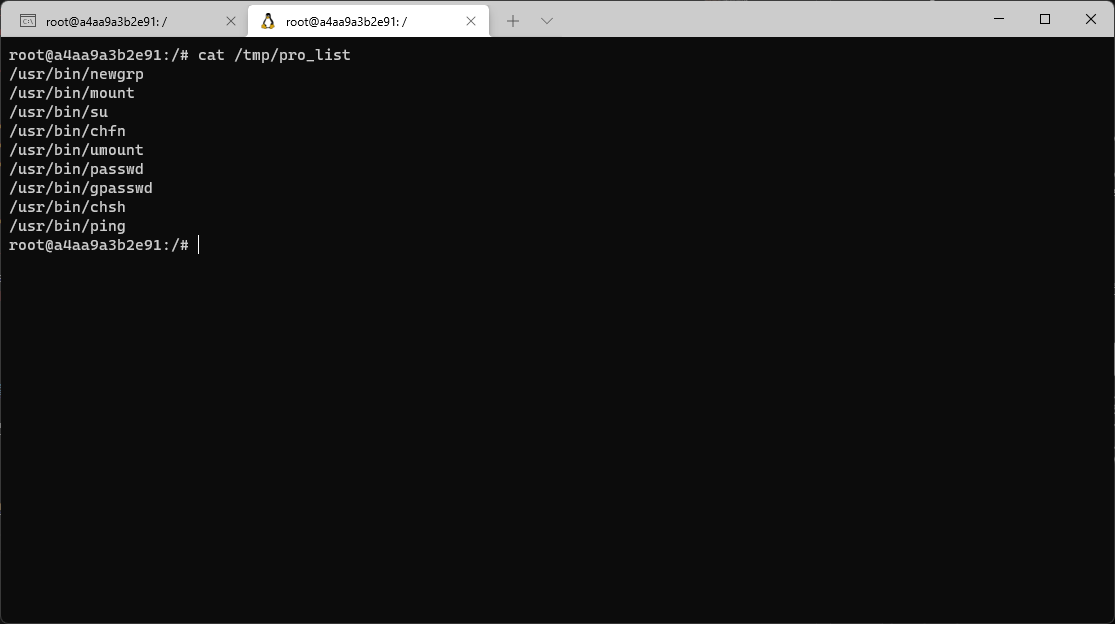 root@a4aa9a3b2e91: /
root@a4aa9a3b2e91: /
root@a4aa9a3b2e91:/# cat /tmp/pro_list
/usr/bin/newgrp
/usr/bin/mount
/usr/bin/su
/usr/bin/chfn
/usr/bin/umount
/usr/bin/passwd
/usr/bin/gpasswd
/usr/bin/chsh
/usr/bin/ping
root@a4aa9a3b2e91:/#